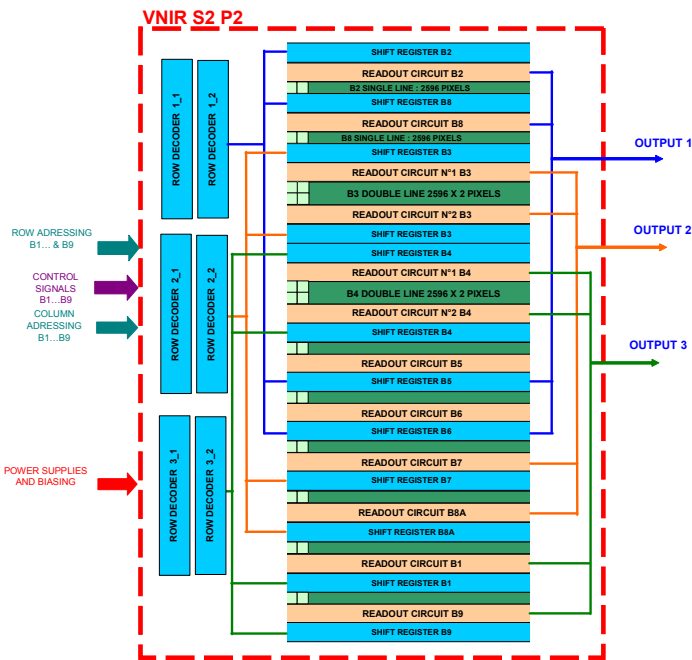 VNIR S2 P2
SHIFT REGISTER B2
READOUT CIRCUIT B2
B2 SINGLE LINE : 2596 PIXELS
SHIFT REGISTER B8
READOUT CIRCUIT B8
B8 SINGLE LINE : 2596 PIXELS
SHIFT REGISTER B3
READOUT CIRCUIT N°1 B3
B3 DOUBLE LINE 2596 X 2 PIXELS
READOUT CIRCUIT N°2 B3
SHIFT REGISTER B3
SHIFT REGISTER B4
READOUT CIRCUIT N°1 B4
B4 DOUBLE LINE 2596 X 2 PIXELS
READOUT CIRCUIT N°2 B4
SHIFT REGISTER B4
READOUT CIRCUIT B5
SHIFT REGISTER B5
READOUT CIRCUIT B6
SHIFT REGISTER B6
READOUT CIRCUIT B7
SHIFT REGISTER B7
READOUT CIRCUIT B8A
SHIFT REGISTER B8A
READOUT CIRCUIT B1
SHIFT REGISTER B1
READOUT CIRCUIT B9
SHIFT REGISTER B9
ROW DECODER 1_1
ROW DECODER 1_2
ROW DECODER 2_1
ROW DECODER 2_2
ROW DECODER 3_1
ROW DECODER 3_2
ROW ADRESSING
B1... & B9
CONTROL
SIGNALS
B1...B9
COLUMN
ADRESSING
B1...B9
POWER SUPPLIES
AND BIASING
OUTPUT 1
OUTPUT 2
OUTPUT 3